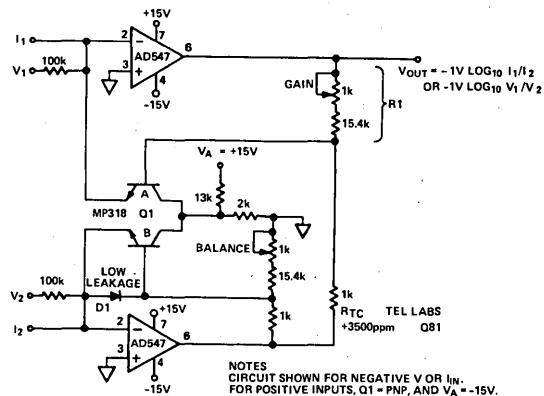 +15V
I1
2
7
AD547
6
V1
100k
3
4
-15V
VOUT = -1V LOG10 I1/I2
OR -1V LOG10 V1/V2
GAIN
1k
R1
15.4k
VA = +15V
A
13k
MP318
Q1
2k
B
BALANCE
1k
15.4k
LOW
LEAKAGE
D1
V2
100k
1k
1k
RTC
TEL LABS
+3500ppm
Q81
I2
2
+15V
7
AD547
6
3
4
-15V
NOTES
CIRCUIT SHOWN FOR NEGATIVE V OR IIN.
FOR POSITIVE INPUTS, Q1 = PNP, AND VA = -15V.